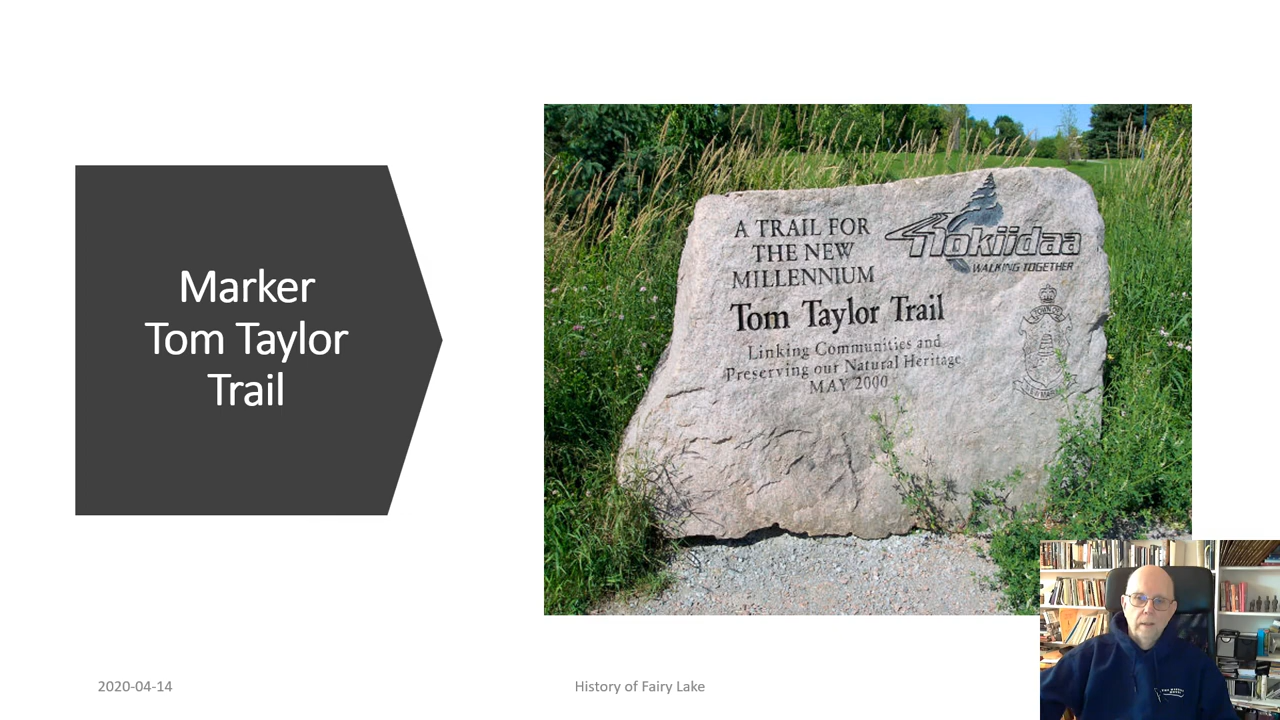 Marker
Tom Taylor
Trail
A TRAIL FOR
THE NEW
MILLENNIUM
Nokiidaa
WALKING TOGETHER
Tom Taylor Trail
Linking Communities and
Preserving our Natural Heritage
MAY 2000
2020-04-14
History of Fairy Lake